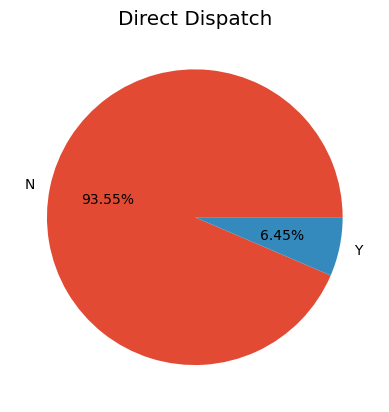 Direct Dispatch
N
93.55%
6.45%
Y